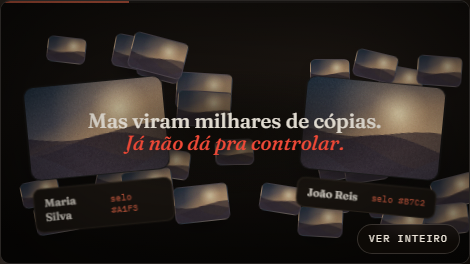 Mas viram milhares de cópias.
Já não dá pra controlar.
Maria
Silva
selo
#A1F3
João Reis
selo #B7C2
VER INTEIRO